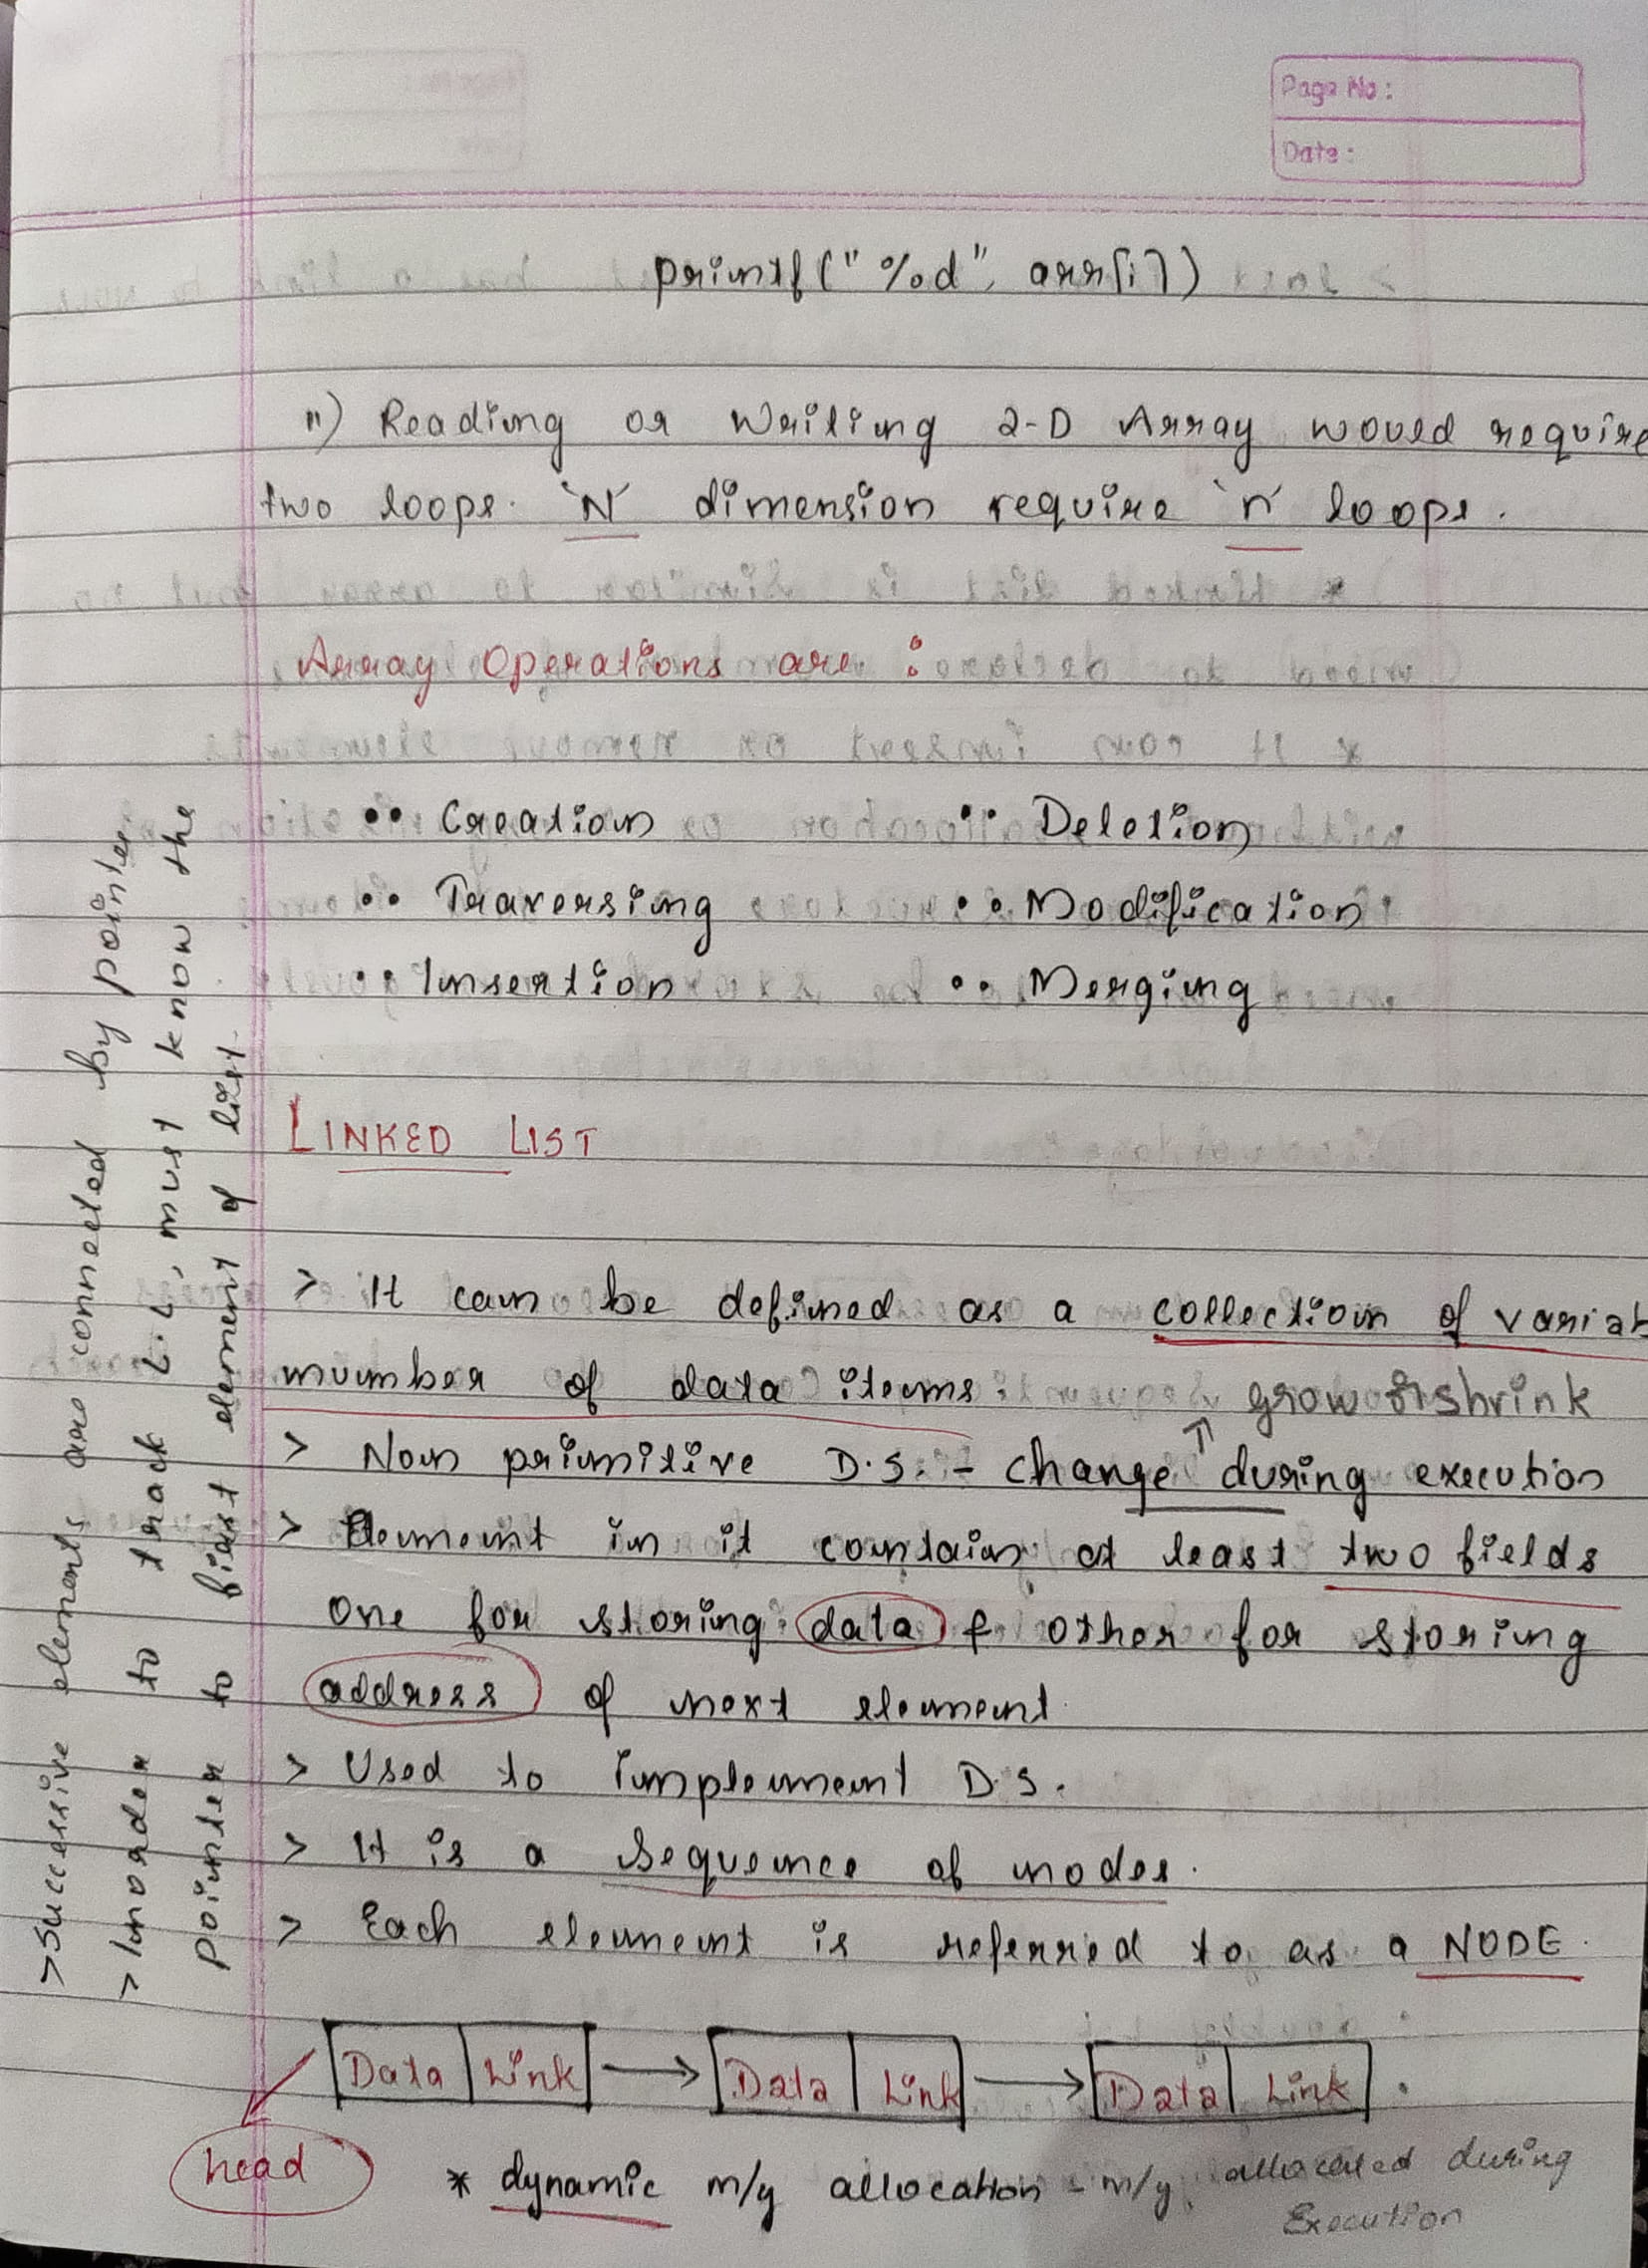 Page No :
Date :
printf(" %d", arr[i])
11) Reading or Writing 2-D Array would require
two loops. 'N' dimension require 'n' loops.
Array Operations are :
•• Creation •• Deletion
•• Traversing •• Modification
•• Insertion •• Merging
LINKED LIST
> It can be defined as a collection of variab
number of data items. grow or shrink
> Non primitive D.S. - change during execution
> Element in it contain at least two fields
one for storing data & other for storing
address of next element.
> Used to implement D.S.
> It is a sequence of nodes.
> Each element is referred to as a NODE.
Data Link → Data Link → Data Link .
head
* dynamic m/y allocation - m/y allocated during
Execution
> Successive elements are connected by pointer
> Inorder to track L.L, must know the
pointer to first element of list.